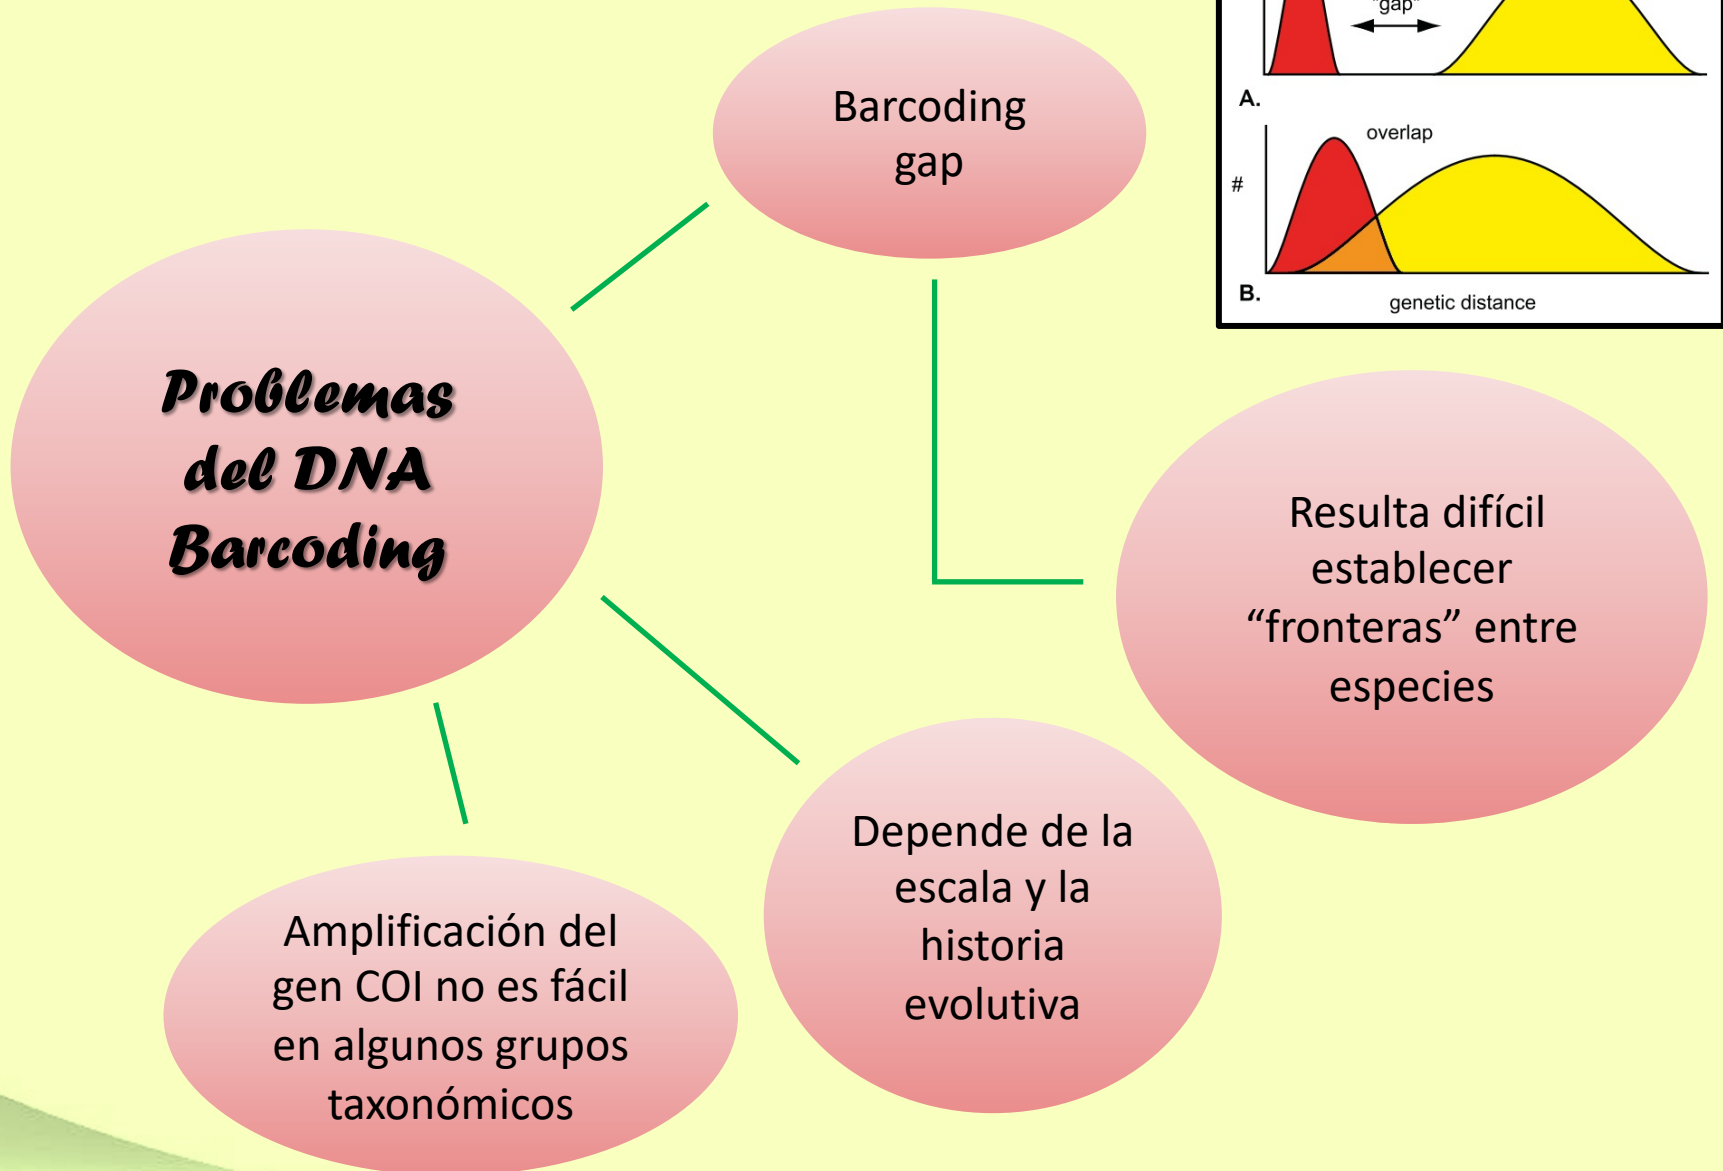 Problemas
del DNA
Barcoding
Barcoding
gap
"gap"
A.
overlap
#
B.
genetic distance
Resulta difícil
establecer
“fronteras” entre
especies
Depende de la
escala y la
historia
evolutiva
Amplificación del
gen COI no es fácil
en algunos grupos
taxonómicos